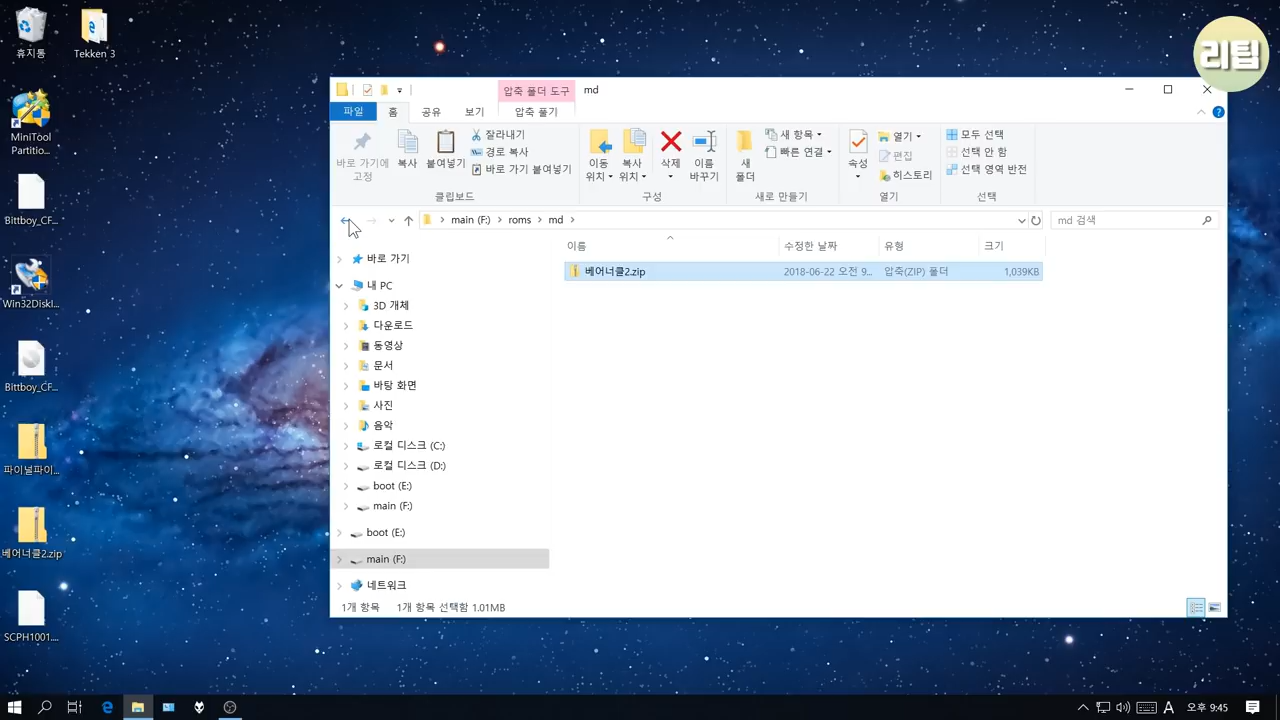 휴지통
Tekken 3
MiniTool
Partitio...
Bittboy_CF...
Win32DiskI...
Bittboy_CF...
파이널파이...
베어너클2.zip
SCPH1001....
리팁
압축 폴더 도구
md
파일
홈
공유
보기
압축 풀기
바로 가기에
고정
복사
붙여넣기
잘라내기
경로 복사
바로 가기 붙여넣기
클립보드
이동
위치
복사
위치
삭제
이름
바꾸기
구성
새
폴더
새 항목
빠른 연결
새로 만들기
속성
열기
편집
히스토리
열기
모두 선택
선택 안 함
선택 영역 반전
선택
main (F:)
roms
md
md 검색
이름
수정한 날짜
유형
크기
베어너클2.zip
2018-06-22 오전 9...
압축(ZIP) 폴더
1,039KB
바로 가기
내 PC
3D 개체
다운로드
동영상
문서
바탕 화면
사진
음악
로컬 디스크 (C:)
로컬 디스크 (D:)
boot (E:)
main (F:)
boot (E:)
main (F:)
네트워크
1개 항목
1개 항목 선택함 1.01MB
A
오후 9:45